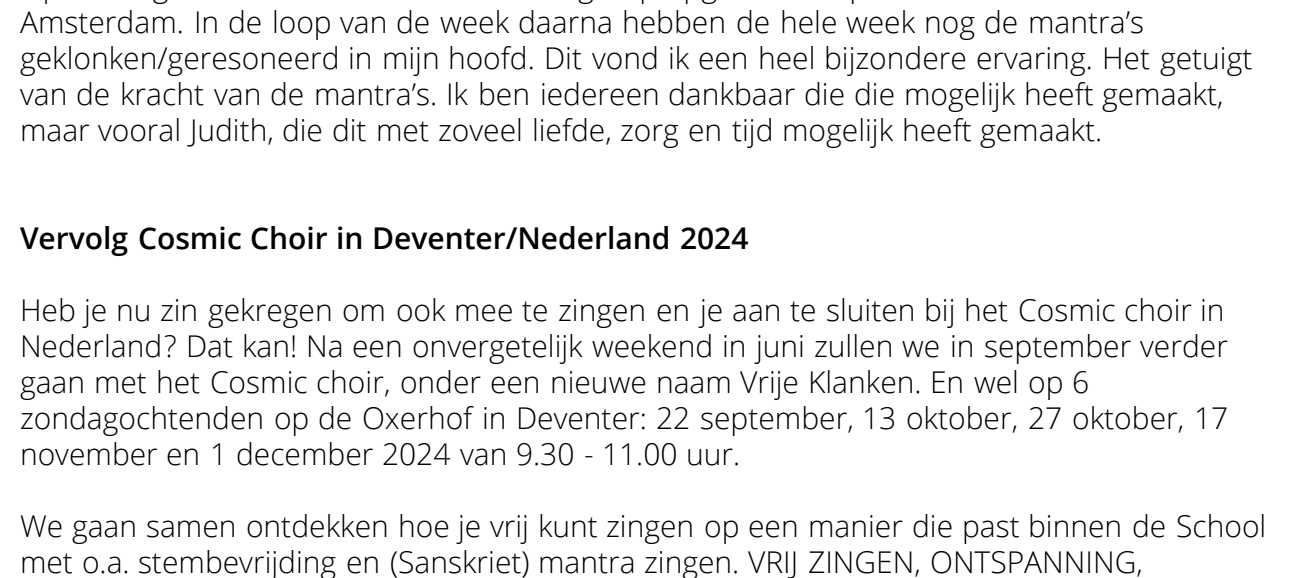 Amsterdam. In de loop van de week daarna hebben de hele week nog de mantra’s
geklonken/geresoneerd in mijn hoofd. Dit vond ik een heel bijzondere ervaring. Het getuigt
van de kracht van de mantra’s. Ik ben iedereen dankbaar die die mogelijk heeft gemaakt,
maar vooral Judith, die dit met zoveel liefde, zorg en tijd mogelijk heeft gemaakt.
Vervolg Cosmic Choir in Deventer/Nederland 2024
Heb je nu zin gekregen om ook mee te zingen en je aan te sluiten bij het Cosmic choir in
Nederland? Dat kan! Na een onvergetelijk weekend in juni zullen we in september verder
gaan met het Cosmic choir, onder een nieuwe naam Vrije Klanken. En wel op 6
zondagochtenden op de Oxerhof in Deventer: 22 september, 13 oktober, 27 oktober, 17
november en 1 december 2024 van 9.30 - 11.00 uur.
We gaan samen ontdekken hoe je vrij kunt zingen op een manier die past binnen de School
met o.a. stembevrijding en (Sanskriet) mantra zingen. VRIJ ZINGEN, ONTSPANNING,